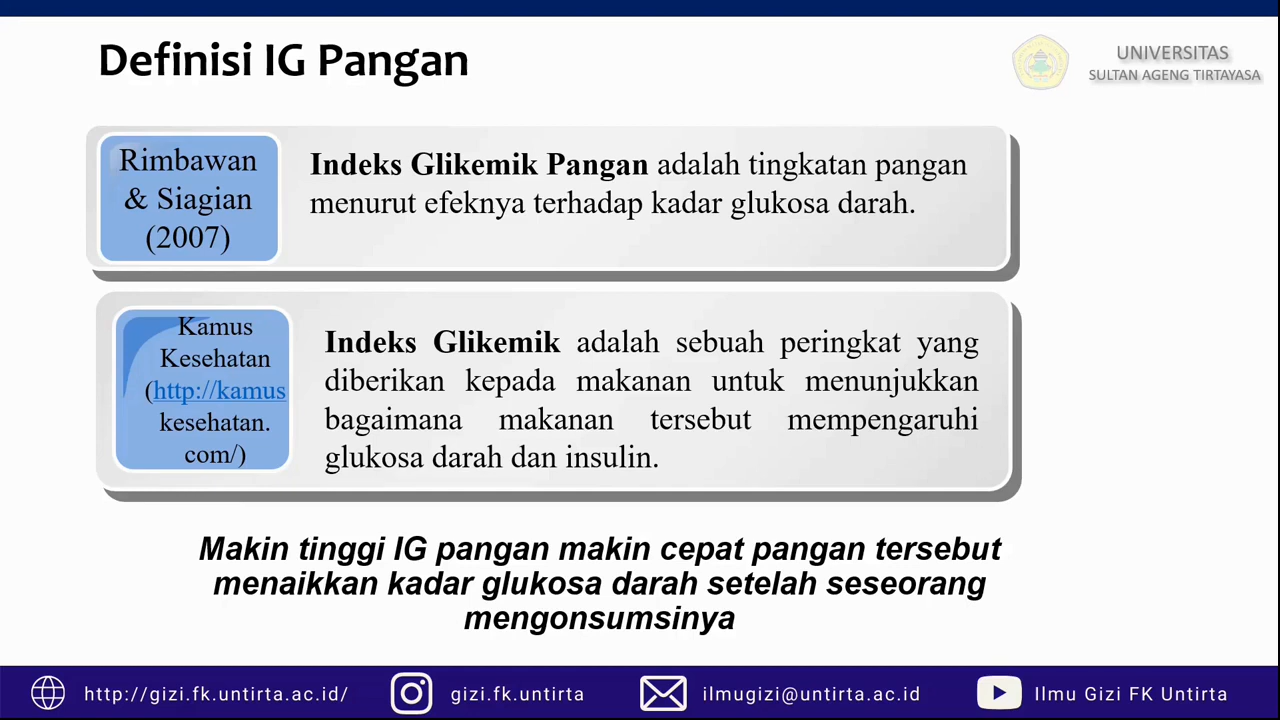 Definisi IG Pangan
UNIVERSITAS
SULTAN AGENG TIRTAYASA
Rimbawan
& Siagian
(2007)
Indeks Glikemik Pangan adalah tingkatan pangan
menurut efeknya terhadap kadar glukosa darah.
Kamus
Kesehatan
(http://kamus
kesehatan.
com/)
Indeks Glikemik adalah sebuah peringkat yang
diberikan kepada makanan untuk menunjukkan
bagaimana makanan tersebut mempengaruhi
glukosa darah dan insulin.
Makin tinggi IG pangan makin cepat pangan tersebut
menaikkan kadar glukosa darah setelah seseorang
mengonsumsinya
http://gizi.fk.untirta.ac.id/
gizi.fk.untirta
ilmugizi@untirta.ac.id
Ilmu Gizi FK Untirta